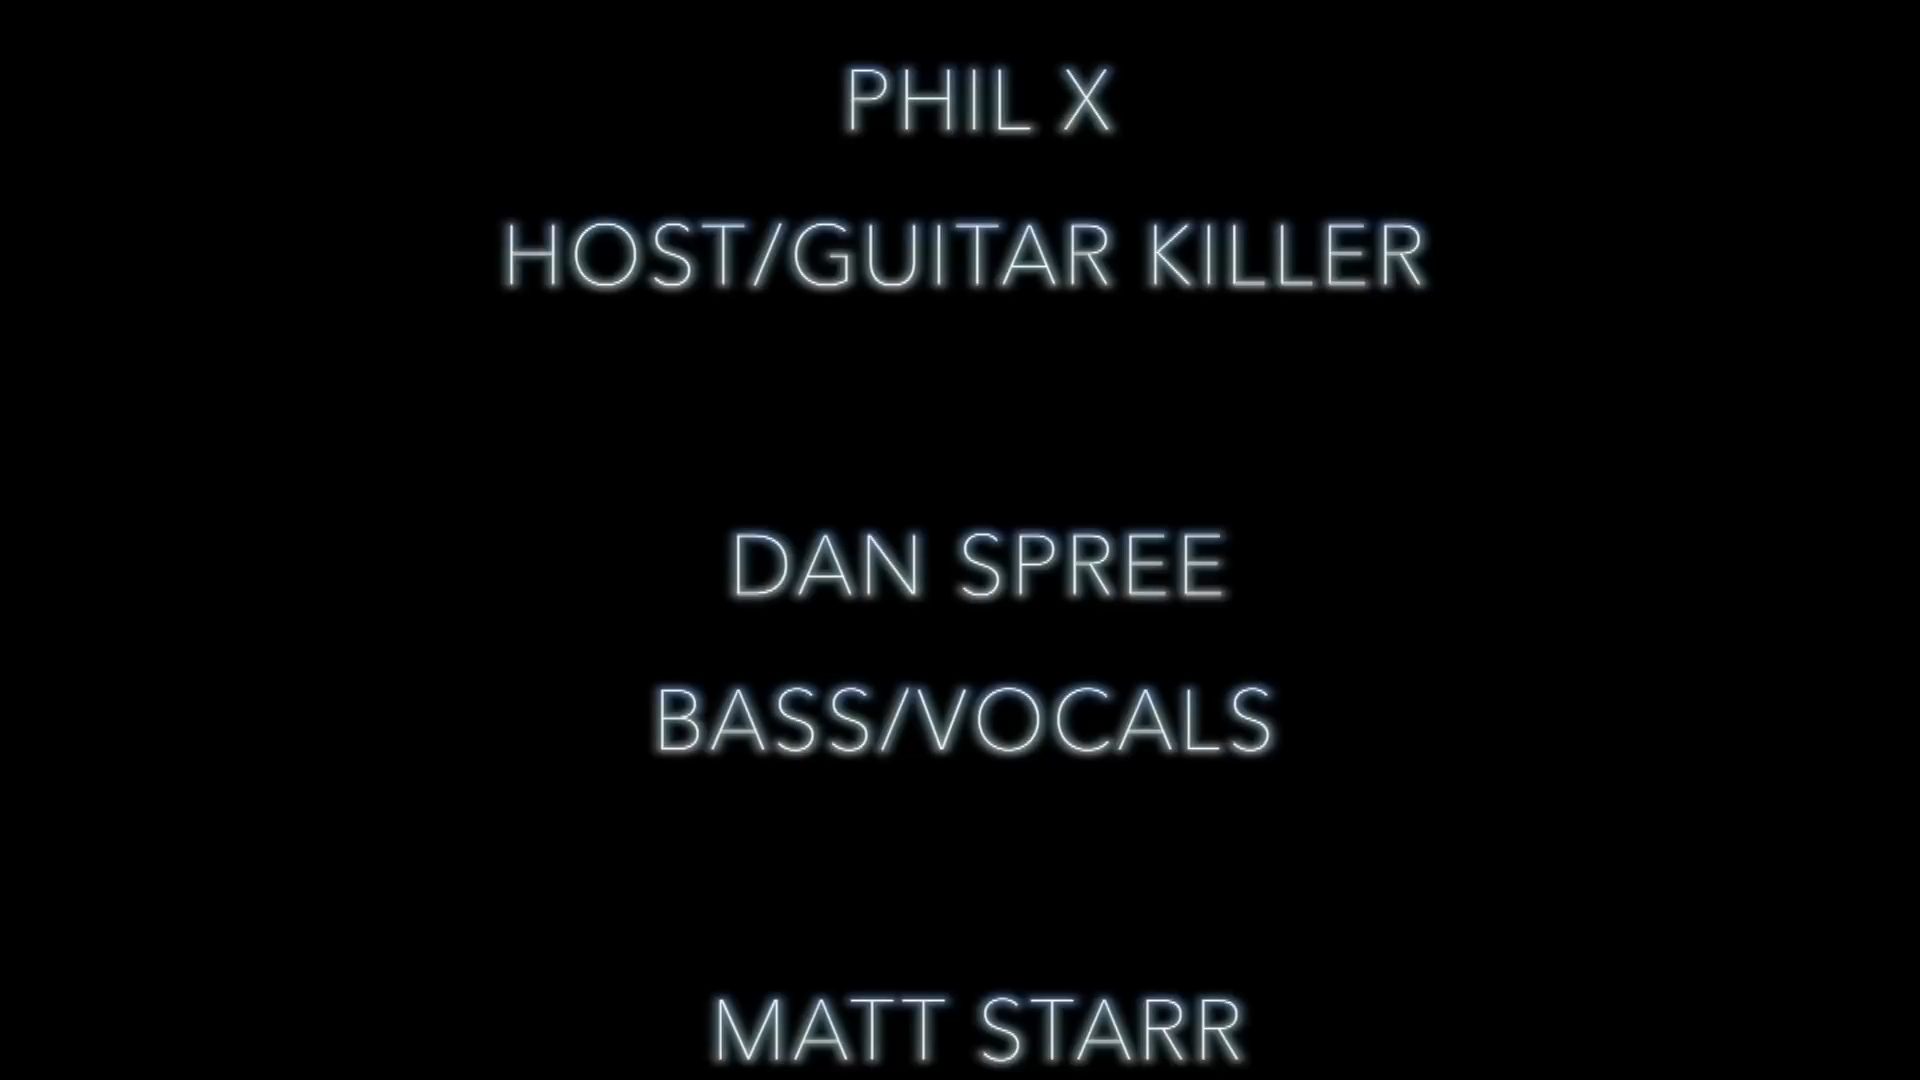 PHIL X
HOST/GUITAR KILLER
DAN SPREE
BASS/VOCALS
MATT STARR